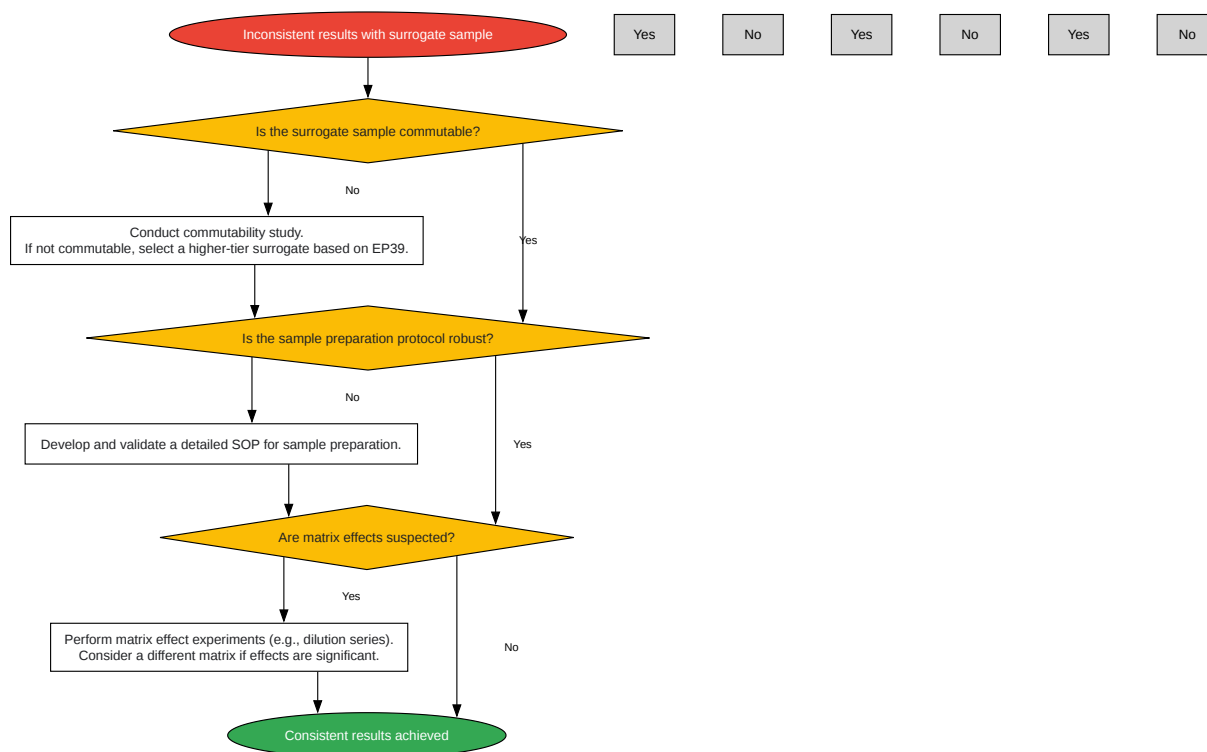 Inconsistent results with surrogate sample
Yes
No
Yes
No
Yes
No
Is the surrogate sample commutable?
No
Conduct commutability study.
If not commutable, select a higher-tier surrogate based on EP39.
Yes
Is the sample preparation protocol robust?
No
Develop and validate a detailed SOP for sample preparation.
Yes
Are matrix effects suspected?
Yes
Perform matrix effect experiments (e.g., dilution series).
Consider a different matrix if effects are significant.
No
Consistent results achieved